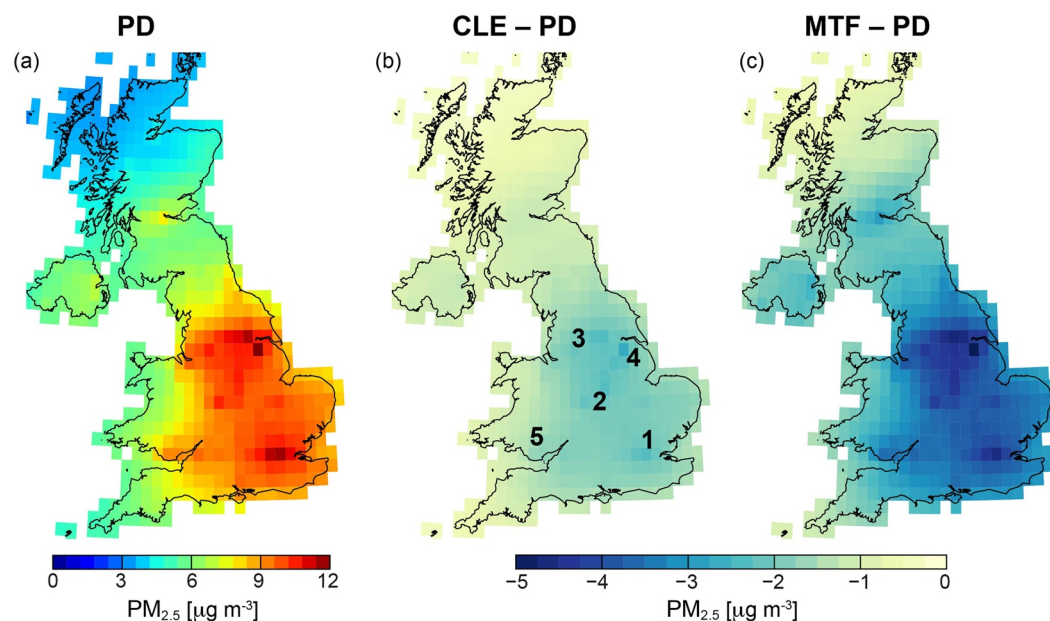 PD
CLE – PD
MTF – PD
(a)
(b)
(c)
3
4
2
5
1
0 3 6 9 12
PM2.5 [µg m-3]
−5 −4 −3 −2 −1 0
PM2.5 [µg m-3]